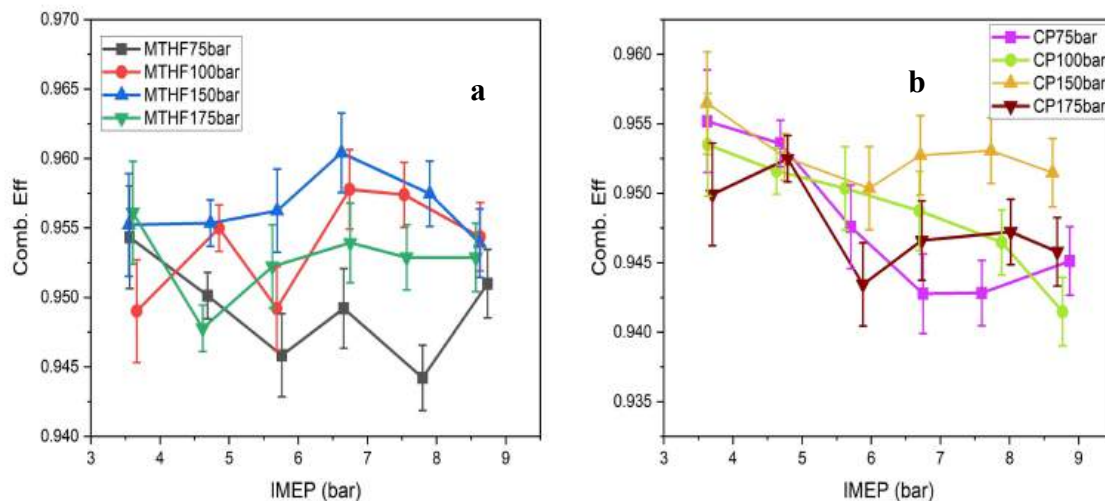 0.970
0.965
0.960
0.955
0.950
0.945
0.940
Comb. Eff
MTHF75bar
MTHF100bar
MTHF150bar
MTHF175bar
a
3 4 5 6 7 8 9
IMEP (bar)
0.960
0.955
0.950
0.945
0.940
0.935
Comb. Eff
CP75bar
CP100bar
CP150bar
CP175bar
b
3 4 5 6 7 8 9
IMEP (bar)